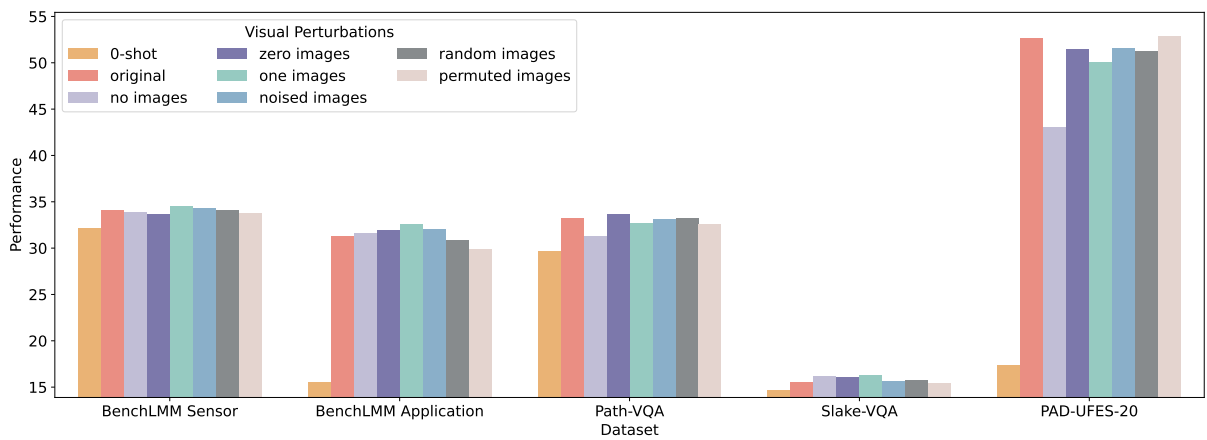 Visual Perturbations
0-shot
original
no images
zero images
one images
noised images
random images
permuted images
Performance
55
50
45
40
35
30
25
20
15
BenchLMM Sensor
BenchLMM Application
Path-VQA
Slake-VQA
PAD-UFES-20
Dataset